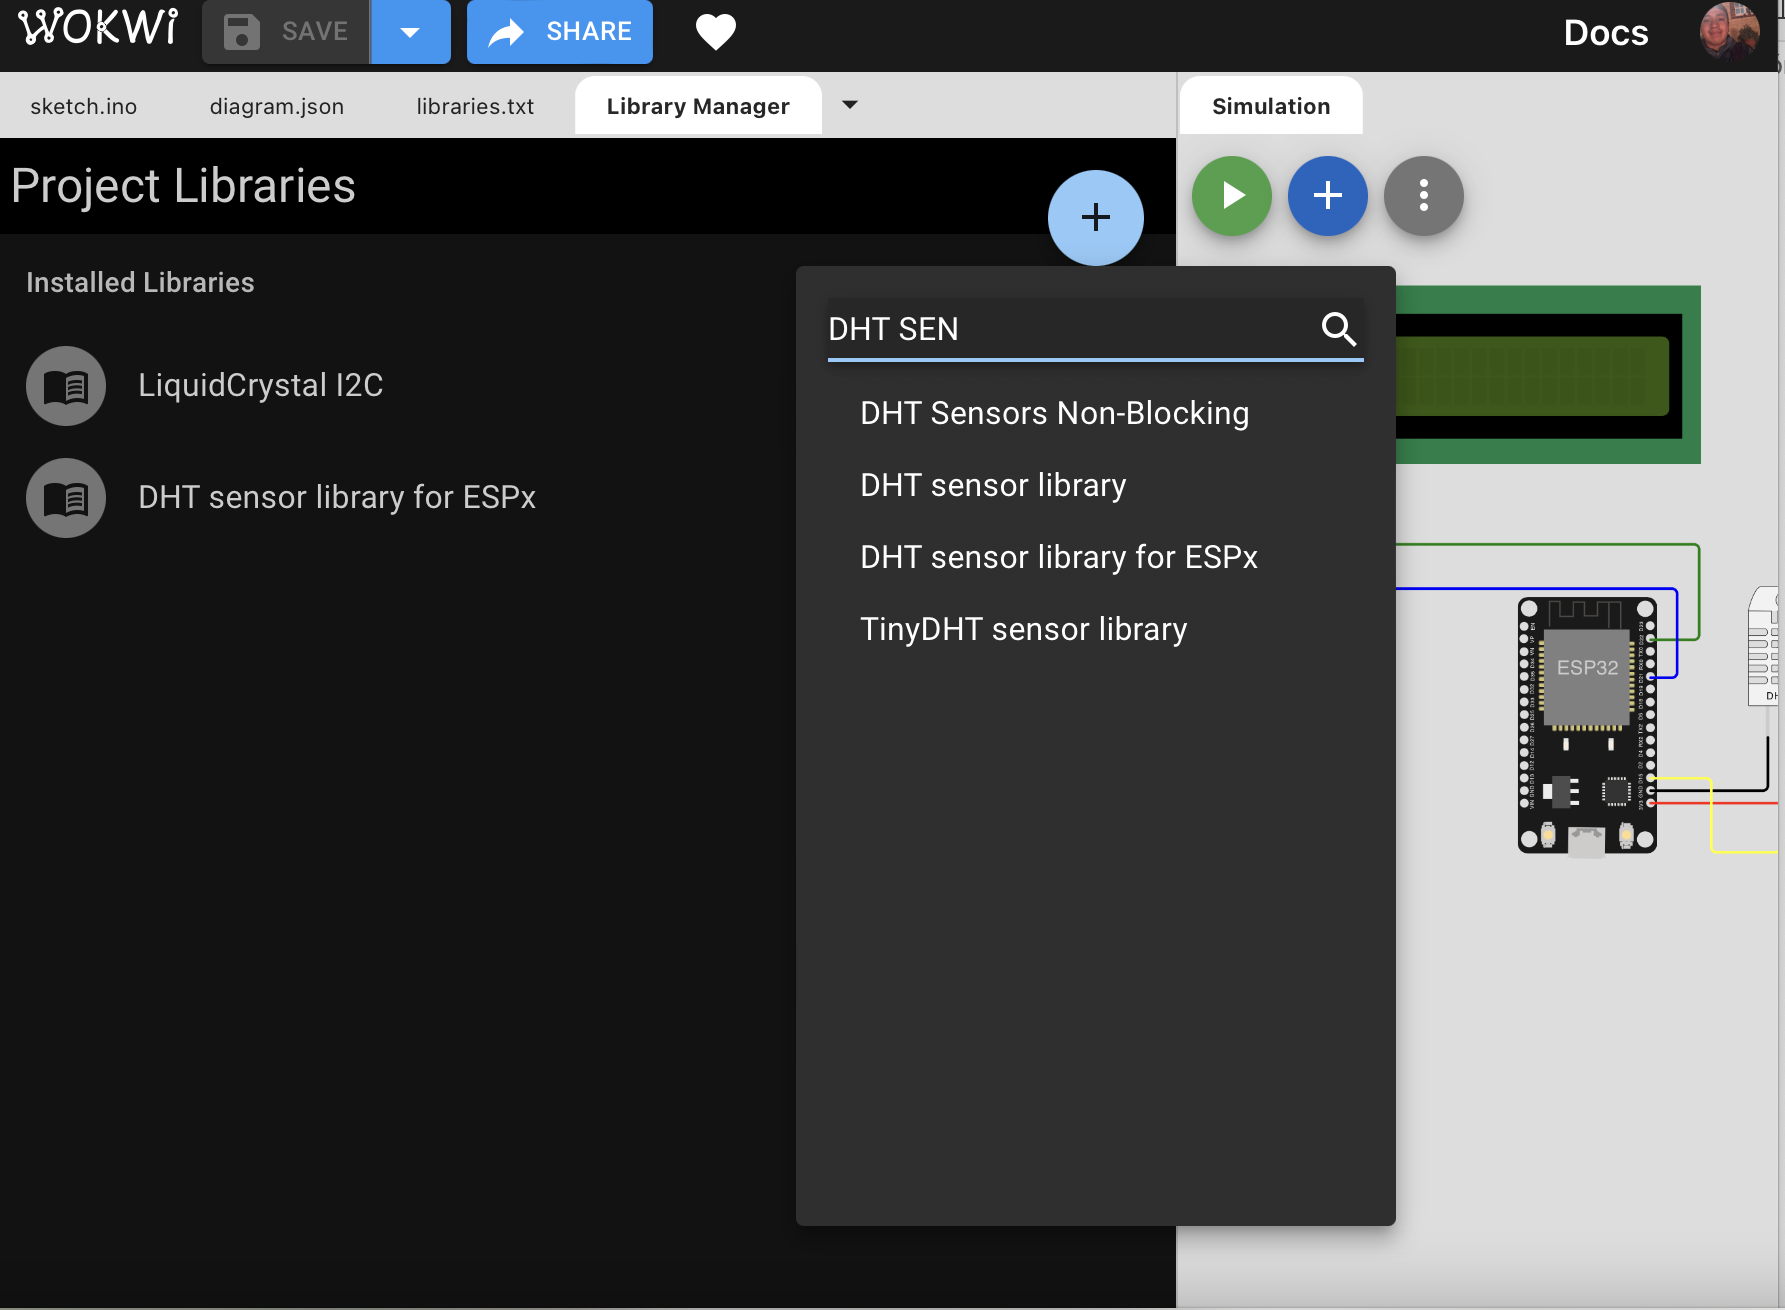 WOKWi
SAVE
SHARE
Docs
sketch.ino
diagram.json
libraries.txt
Library Manager
Simulation
Project Libraries
Installed Libraries
LiquidCrystal I2C
DHT sensor library for ESPx
DHT SEN
DHT Sensors Non-Blocking
DHT sensor library
DHT sensor library for ESPx
TinyDHT sensor library
ESP32